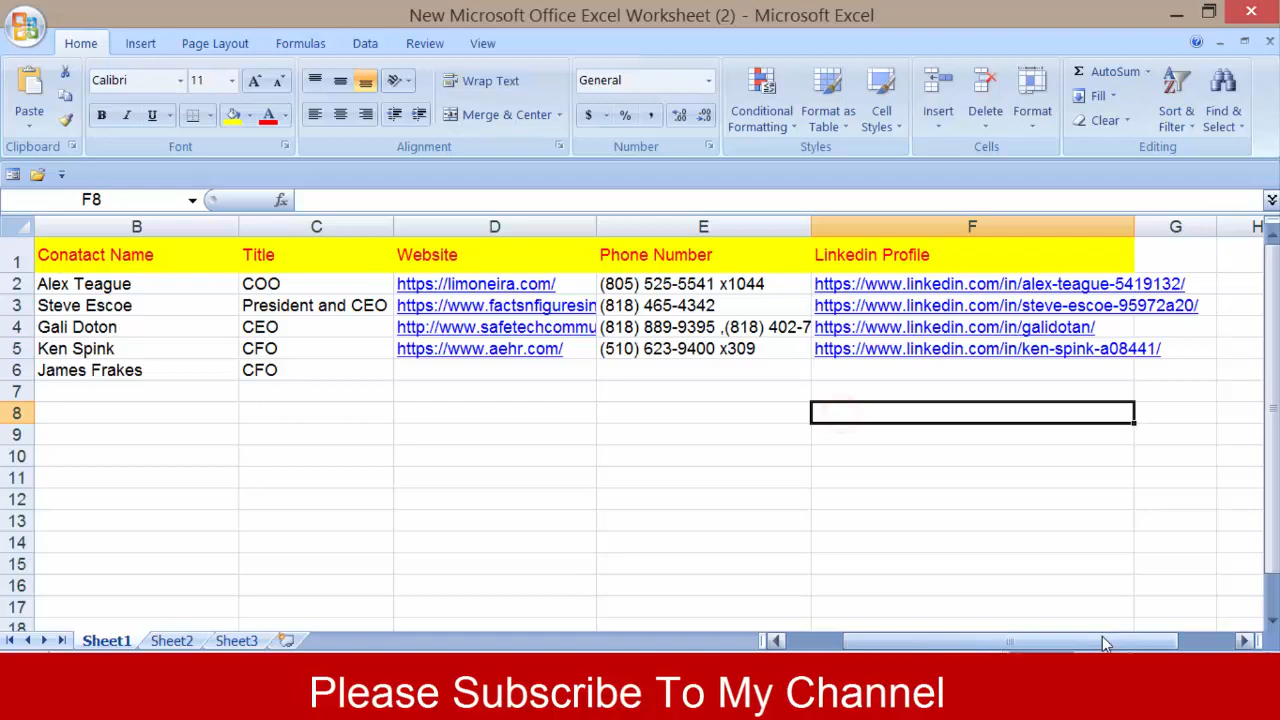 New Microsoft Office Excel Worksheet (2) - Microsoft Excel
Home Insert Page Layout Formulas Data Review View
Paste
Clipboard
Calibri 11
B I U
Font
Wrap Text
Merge & Center
Alignment
General
$ % ,
Number
Conditional Formatting
Format as Table
Cell Styles
Styles
Insert Delete Format
Cells
AutoSum
Fill
Clear
Sort & Filter
Find & Select
Editing
F8 fx
B C D E F G H
1 Conatact Name Title Website Phone Number Linkedin Profile
2 Alex Teague COO https://limoneira.com/ (805) 525-5541 x1044 https://www.linkedin.com/in/alex-teague-5419132/
3 Steve Escoe President and CEO https://www.factsnfiguresin (818) 465-4342 https://www.linkedin.com/in/steve-escoe-95972a20/
4 Gali Doton CEO http://www.safetechcommu (818) 889-9395 ,(818) 402-7 https://www.linkedin.com/in/galidotan/
5 Ken Spink CFO https://www.aehr.com/ (510) 623-9400 x309 https://www.linkedin.com/in/ken-spink-a08441/
6 James Frakes CFO
7
8
9
10
11
12
13
14
15
16
17
18
Sheet1 Sheet2 Sheet3
Please Subscribe To My Channel